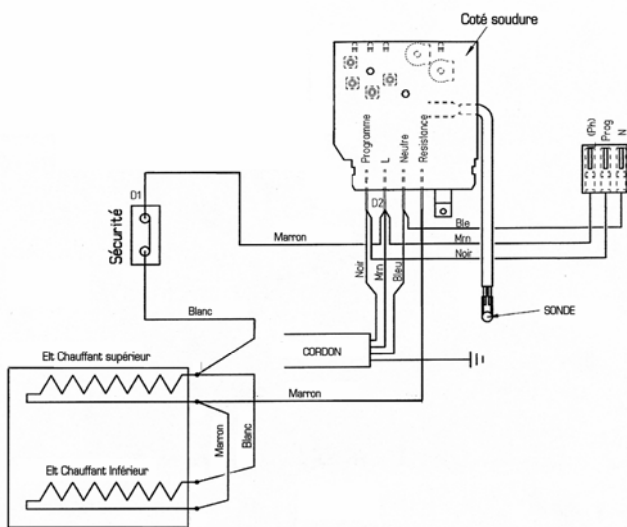 Coté soudure
Programme
L
Neutre
Resistance
(Ph)
Prog
N
D1
Sécurité
D2
Ble
Marron
Mrn
Noir
Noir
Mrn
Bleu
Blanc
SONDE
CORDON
Elt Chauffant supérieur
Marron
Marron
Blanc
Elt Chauffant Inférieur